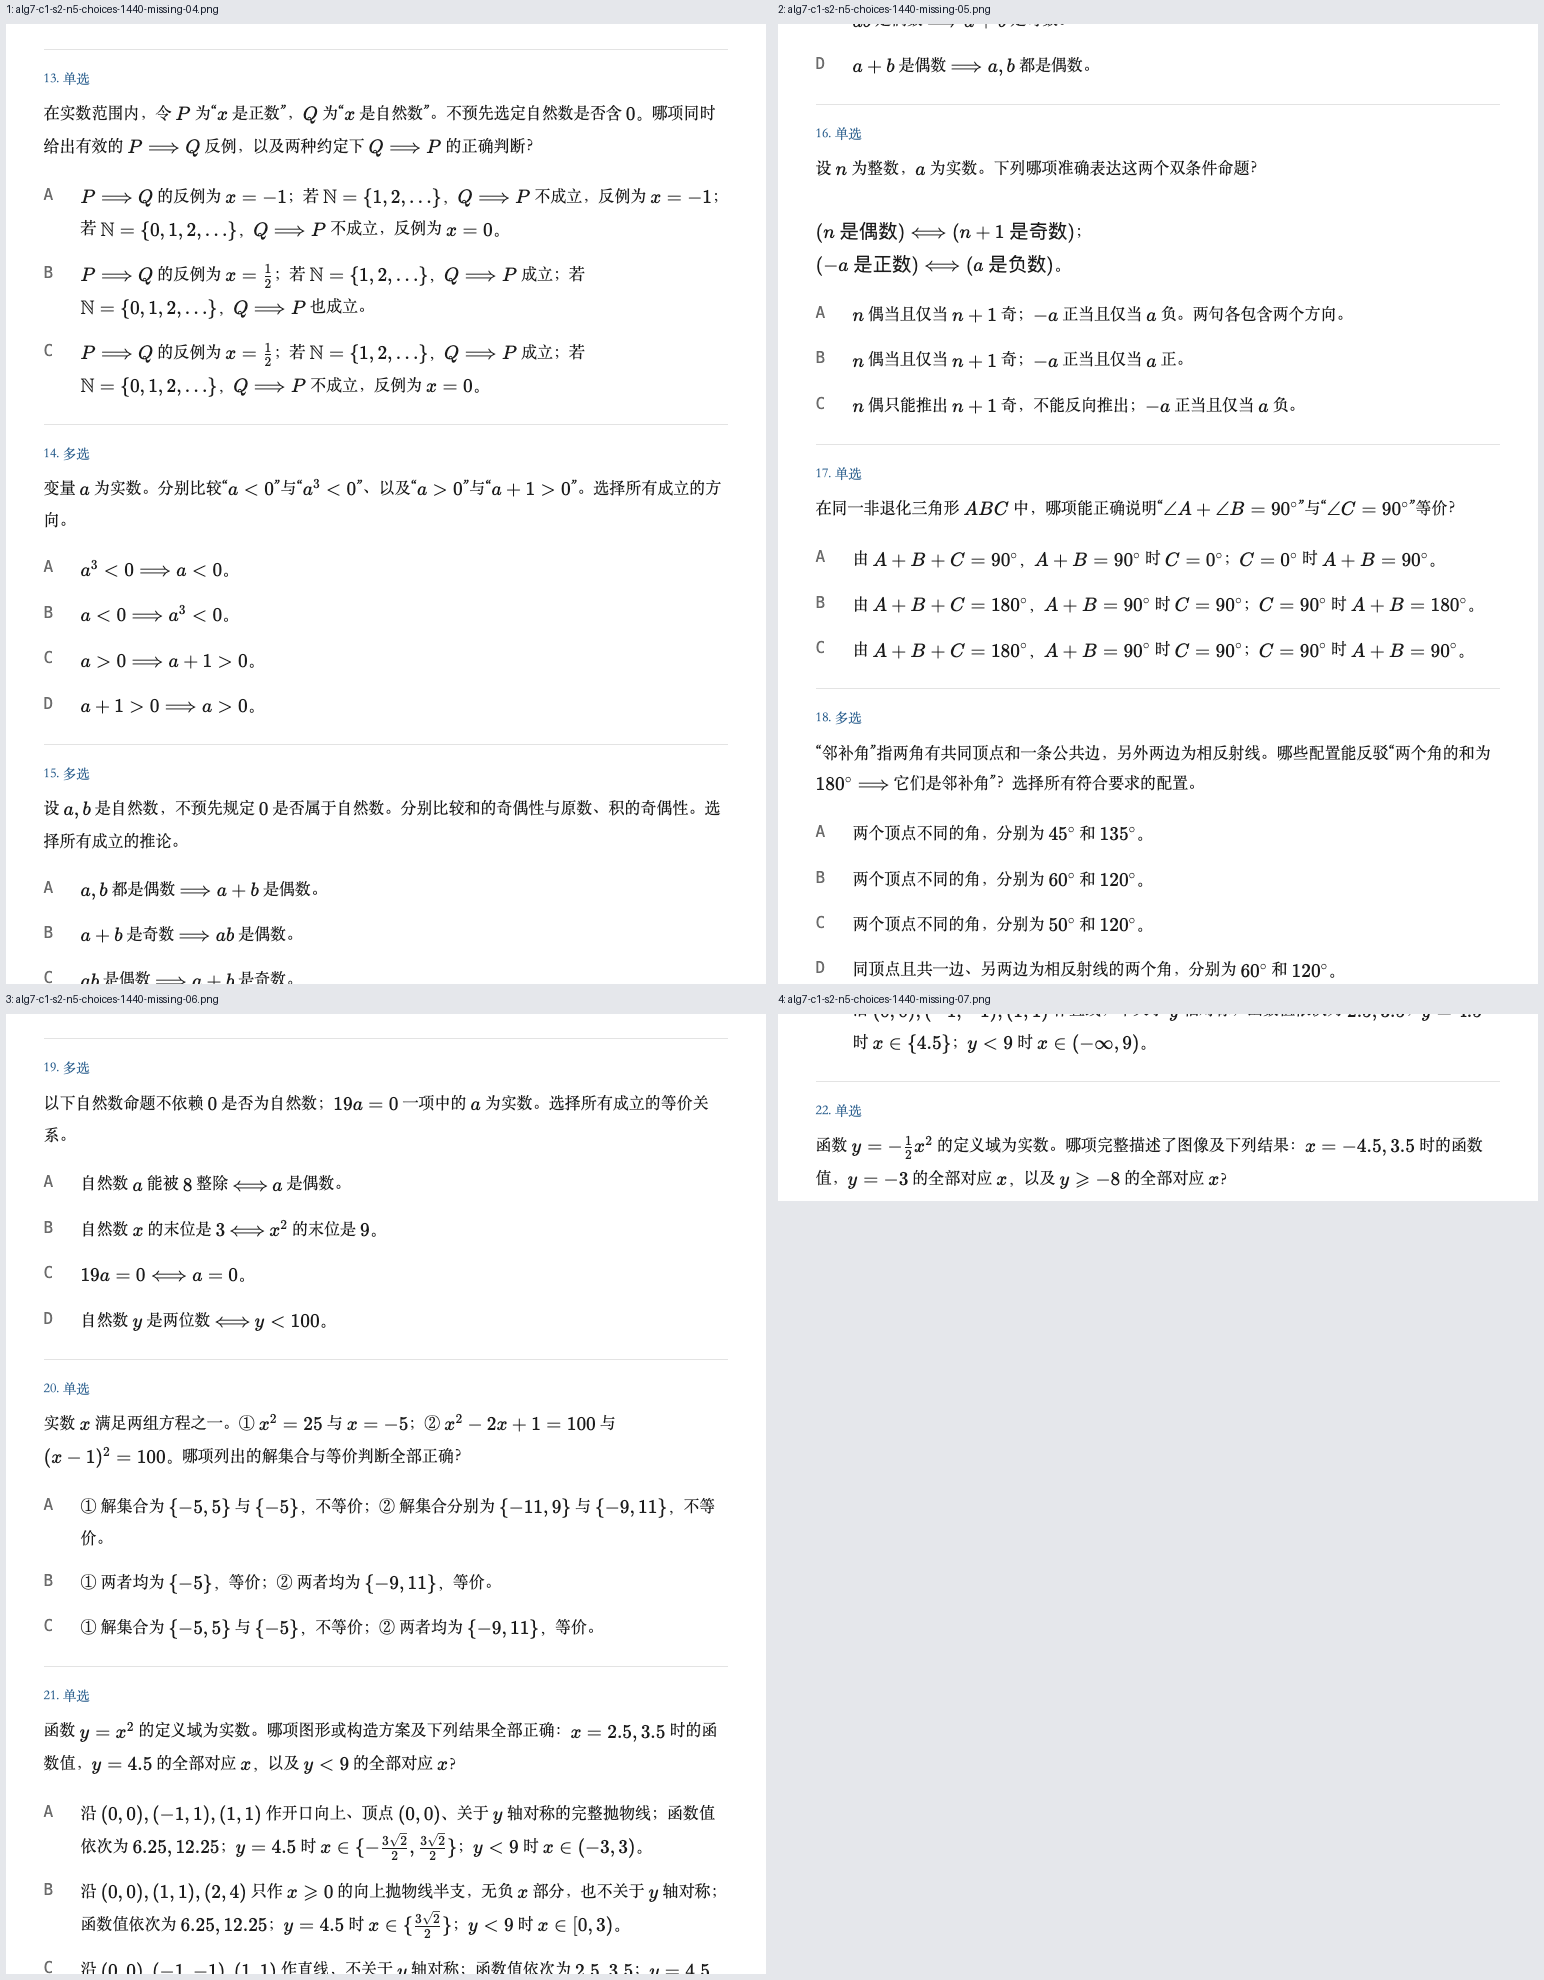 1: alg7-c1-s2-n5-choices-1440-missing-04.png
13. 单选
在实数范围内，令 P 为“x 是正数”，Q 为“x 是自然数”。不预先选定自然数是否含 0。哪项同时
给出有效的 P ⟹ Q 反例，以及两种约定下 Q ⟹ P 的正确判断？
A P ⟹ Q 的反例为 x = −1；若 ℕ = {1, 2, …}，Q ⟹ P 不成立，反例为 x = −1；
若 ℕ = {0, 1, 2, …}，Q ⟹ P 不成立，反例为 x = 0。
B P ⟹ Q 的反例为 x = 1/2；若 ℕ = {1, 2, …}，Q ⟹ P 成立；若
ℕ = {0, 1, 2, …}，Q ⟹ P 也成立。
C P ⟹ Q 的反例为 x = 1/2；若 ℕ = {1, 2, …}，Q ⟹ P 成立；若
ℕ = {0, 1, 2, …}，Q ⟹ P 不成立，反例为 x = 0。
14. 多选
变量 a 为实数。分别比较“a < 0”与“a³ < 0”、以及“a > 0”与“a + 1 > 0”。选择所有成立的方
向。
A a³ < 0 ⟹ a < 0。
B a < 0 ⟹ a³ < 0。
C a > 0 ⟹ a + 1 > 0。
D a + 1 > 0 ⟹ a > 0。
15. 多选
设 a, b 是自然数，不预先规定 0 是否属于自然数。分别比较和的奇偶性与原数、积的奇偶性。选
择所有成立的推论。
A a, b 都是偶数 ⟹ a + b 是偶数。
B a + b 是奇数 ⟹ ab 是偶数。
C ab 是偶数 ⟹ a + b 是奇数。
2: alg7-c1-s2-n5-choices-1440-missing-05.png
D a + b 是偶数 ⟹ a, b 都是偶数。
16. 单选
设 n 为整数，a 为实数。下列哪项准确表达这两个双条件命题？
(n 是偶数) ⟺ (n + 1 是奇数)；
(−a 是正数) ⟺ (a 是负数)。
A n 偶当且仅当 n + 1 奇；−a 正当且仅当 a 负。两句各包含两个方向。
B n 偶当且仅当 n + 1 奇；−a 正当且仅当 a 正。
C n 偶只能推出 n + 1 奇，不能反向推出；−a 正当且仅当 a 负。
17. 单选
在同一非退化三角形 ABC 中，哪项能正确说明“∠A + ∠B = 90°”与“∠C = 90°”等价？
A 由 A + B + C = 90°，A + B = 90° 时 C = 0°；C = 0° 时 A + B = 90°。
B 由 A + B + C = 180°，A + B = 90° 时 C = 90°；C = 90° 时 A + B = 180°。
C 由 A + B + C = 180°，A + B = 90° 时 C = 90°；C = 90° 时 A + B = 90°。
18. 多选
“邻补角”指两角有共同顶点和一条公共边，另外两边为相反射线。哪些配置能反驳“两个角的和为
180° ⟹ 它们是邻补角”？选择所有符合要求的配置。
A 两个顶点不同的角，分别为 45° 和 135°。
B 两个顶点不同的角，分别为 60° 和 120°。
C 两个顶点不同的角，分别为 50° 和 120°。
D 同顶点且共一边、另两边为相反射线的两个角，分别为 60° 和 120°。
3: alg7-c1-s2-n5-choices-1440-missing-06.png
19. 多选
以下自然数命题不依赖 0 是否为自然数；19a = 0 一项中的 a 为实数。选择所有成立的等价关
系。
A 自然数 a 能被 8 整除 ⟺ a 是偶数。
B 自然数 x 的末位是 3 ⟺ x² 的末位是 9。
C 19a = 0 ⟺ a = 0。
D 自然数 y 是两位数 ⟺ y < 100。
20. 单选
实数 x 满足两组方程之一。① x² = 25 与 x = −5；② x² − 2x + 1 = 100 与
(x − 1)² = 100。哪项列出的解集合与等价判断全部正确？
A ① 解集合为 {−5, 5} 与 {−5}，不等价；② 解集合分别为 {−11, 9} 与 {−9, 11}，不等
价。
B ① 两者均为 {−5}，等价；② 两者均为 {−9, 11}，等价。
C ① 解集合为 {−5, 5} 与 {−5}，不等价；② 两者均为 {−9, 11}，等价。
21. 单选
函数 y = x² 的定义域为实数。哪项图形或构造方案及下列结果全部正确：x = 2.5, 3.5 时的函
数值，y = 4.5 的全部对应 x，以及 y < 9 的全部对应 x？
A 沿 (0, 0), (−1, 1), (1, 1) 作开口向上、顶点 (0, 0)、关于 y 轴对称的完整抛物线；函数值
依次为 6.25, 12.25；y = 4.5 时 x ∈ {−3√2/2, 3√2/2}；y < 9 时 x ∈ (−3, 3)。
B 沿 (0, 0), (1, 1), (2, 4) 只作 x ⩾ 0 的向上抛物线半支，无负 x 部分，也不关于 y 轴对称；
函数值依次为 6.25, 12.25；y = 4.5 时 x ∈ {3√2/2}；y < 9 时 x ∈ [0, 3)。
C 沿 (0, 0), (−1, −1), (1, 1) 作直线，不关于 y 轴对称；函数值依次为 2.5, 3.5；y = 4.5
4: alg7-c1-s2-n5-choices-1440-missing-07.png
时 x ∈ {4.5}；y < 9 时 x ∈ (−∞, 9)。
22. 单选
函数 y = −1/2 x² 的定义域为实数。哪项完整描述了图像及下列结果：x = −4.5, 3.5 时的函数
值，y = −3 的全部对应 x，以及 y ⩾ −8 的全部对应 x？